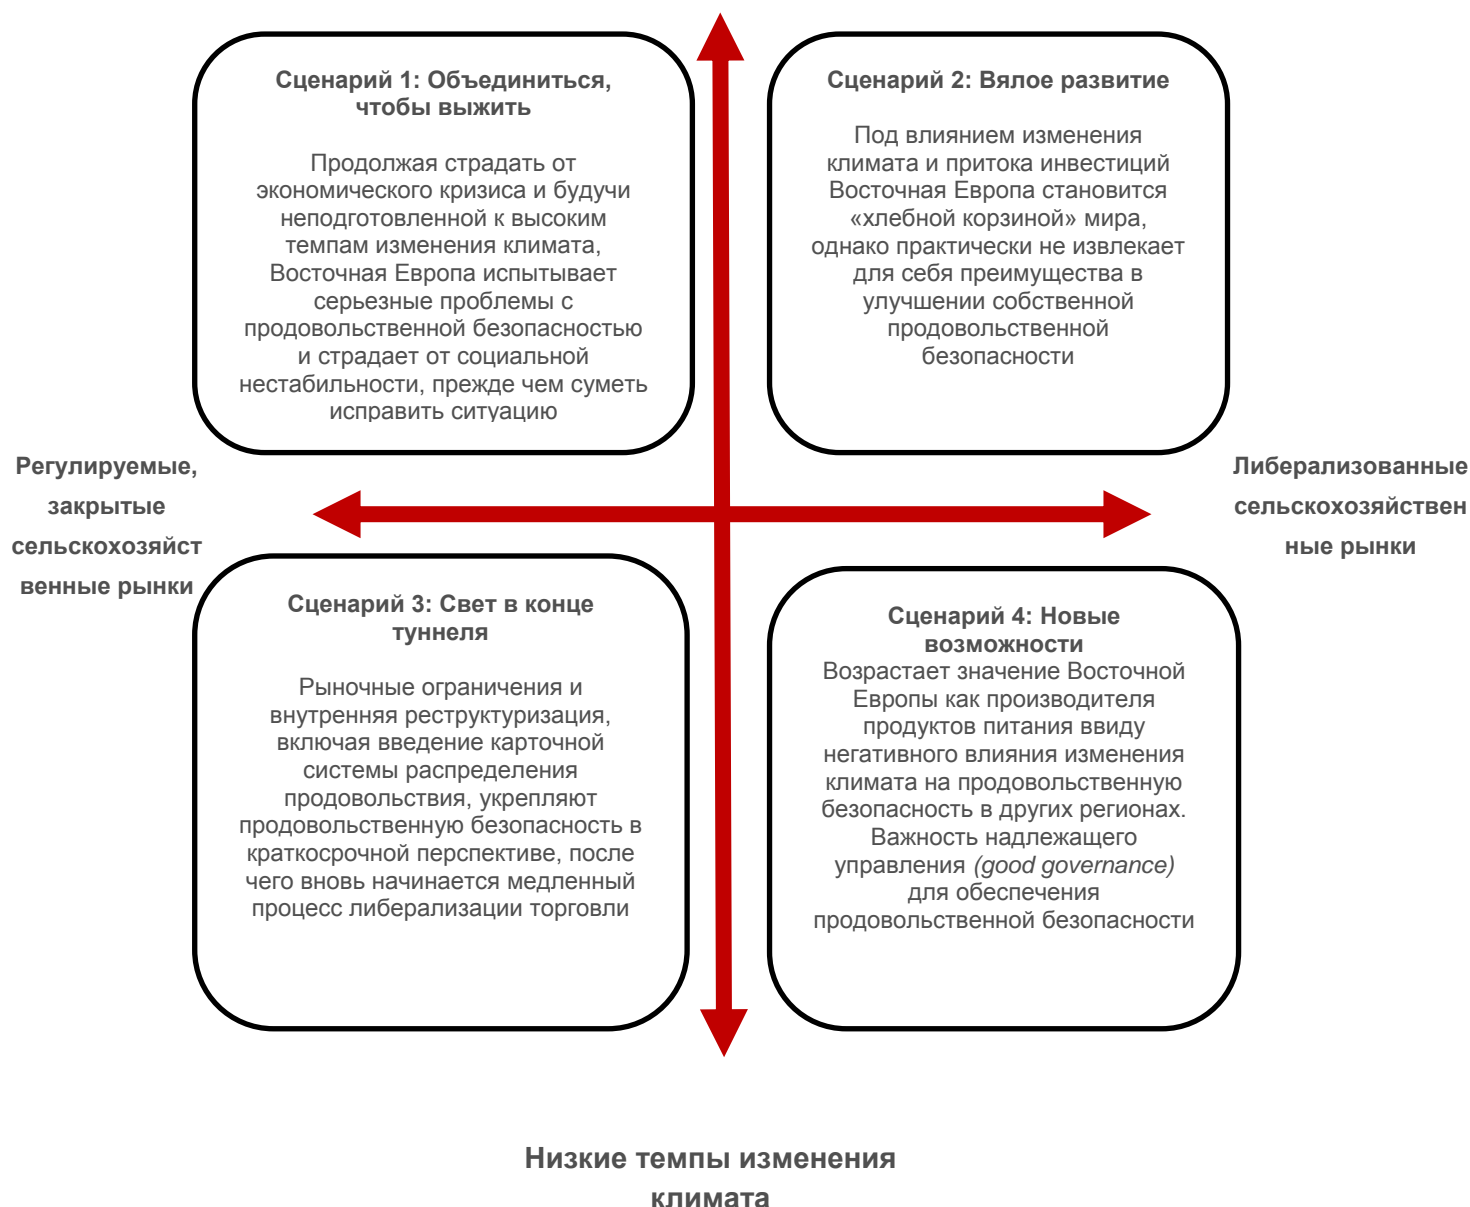 Сценарий 1: Объединиться,
чтобы выжить
Продолжая страдать от
экономического кризиса и будучи
неподготовленной к высоким
темпам изменения климата,
Восточная Европа испытывает
серьезные проблемы с
продовольственной безопасностью
и страдает от социальной
нестабильности, прежде чем суметь
исправить ситуацию
Сценарий 2: Вялое развитие
Под влиянием изменения
климата и притока инвестиций
Восточная Европа становится
«хлебной корзиной» мира,
однако практически не извлекает
для себя преимущества в
улучшении собственной
продовольственной
безопасности
Регулируемые,
закрытые
сельскохозяйст
венные рынки
Либерализованные
сельскохозяйствен
ные рынки
Сценарий 3: Свет в конце
туннеля
Рыночные ограничения и
внутренняя реструктуризация,
включая введение карточной
системы распределения
продовольствия, укрепляют
продовольственную безопасность в
краткосрочной перспективе, после
чего вновь начинается медленный
процесс либерализации торговли
Сценарий 4: Новые
возможности
Возрастает значение Восточной
Европы как производителя
продуктов питания ввиду
негативного влияния изменения
климата на продовольственную
безопасность в других регионах.
Важность надлежащего
управления (good governance)
для обеспечения
продовольственной безопасности
Низкие темпы изменения
климата